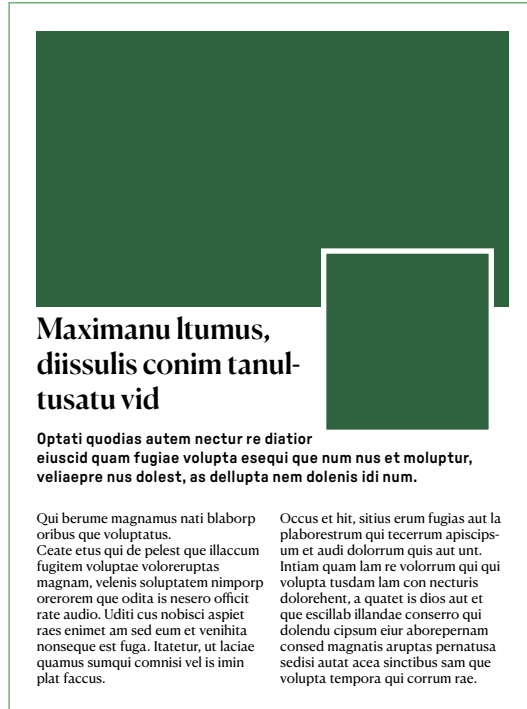 Maximanu ltumus,
diissulis conim tanul-
tusatu vid
Optati quodias autem nectur re diatior
eiuscid quam fugiae volupta esequi que num nus et moluptur,
veliaepre nus dolest, as dellupta nem dolenis idi num.
Qui berume magnamus nati blaborp
oribus que voluptatus.
Ceate etus qui de pelest que illaccum
fugitem voluptae voloreruptas
magnam, velenis soluptatem nimporp
orerorem que odita is nesero officit
rate audio. Uditi cus nobisci aspiet
raes enimet am sed eum et venihita
nonseque est fuga. Itatetur, ut laciae
quamus sumqui comnisi vel is imin
plat faccus.
Occus et hit, sitius erum fugias aut la
plaborestrum qui tecerrum apiscips-
um et audi dolorrum quis aut unt.
Intiam quam lam re volorrum qui qui
volupta tusdam lam con necturis
dolorehent, a quatet is dios aut et
que escillab illandae conserro qui
dolendu cipsum eiur aborepernam
consed magnatis aruptas pernatusa
sedisi autat acea sinctibus sam que
volupta tempora qui corrum rae.